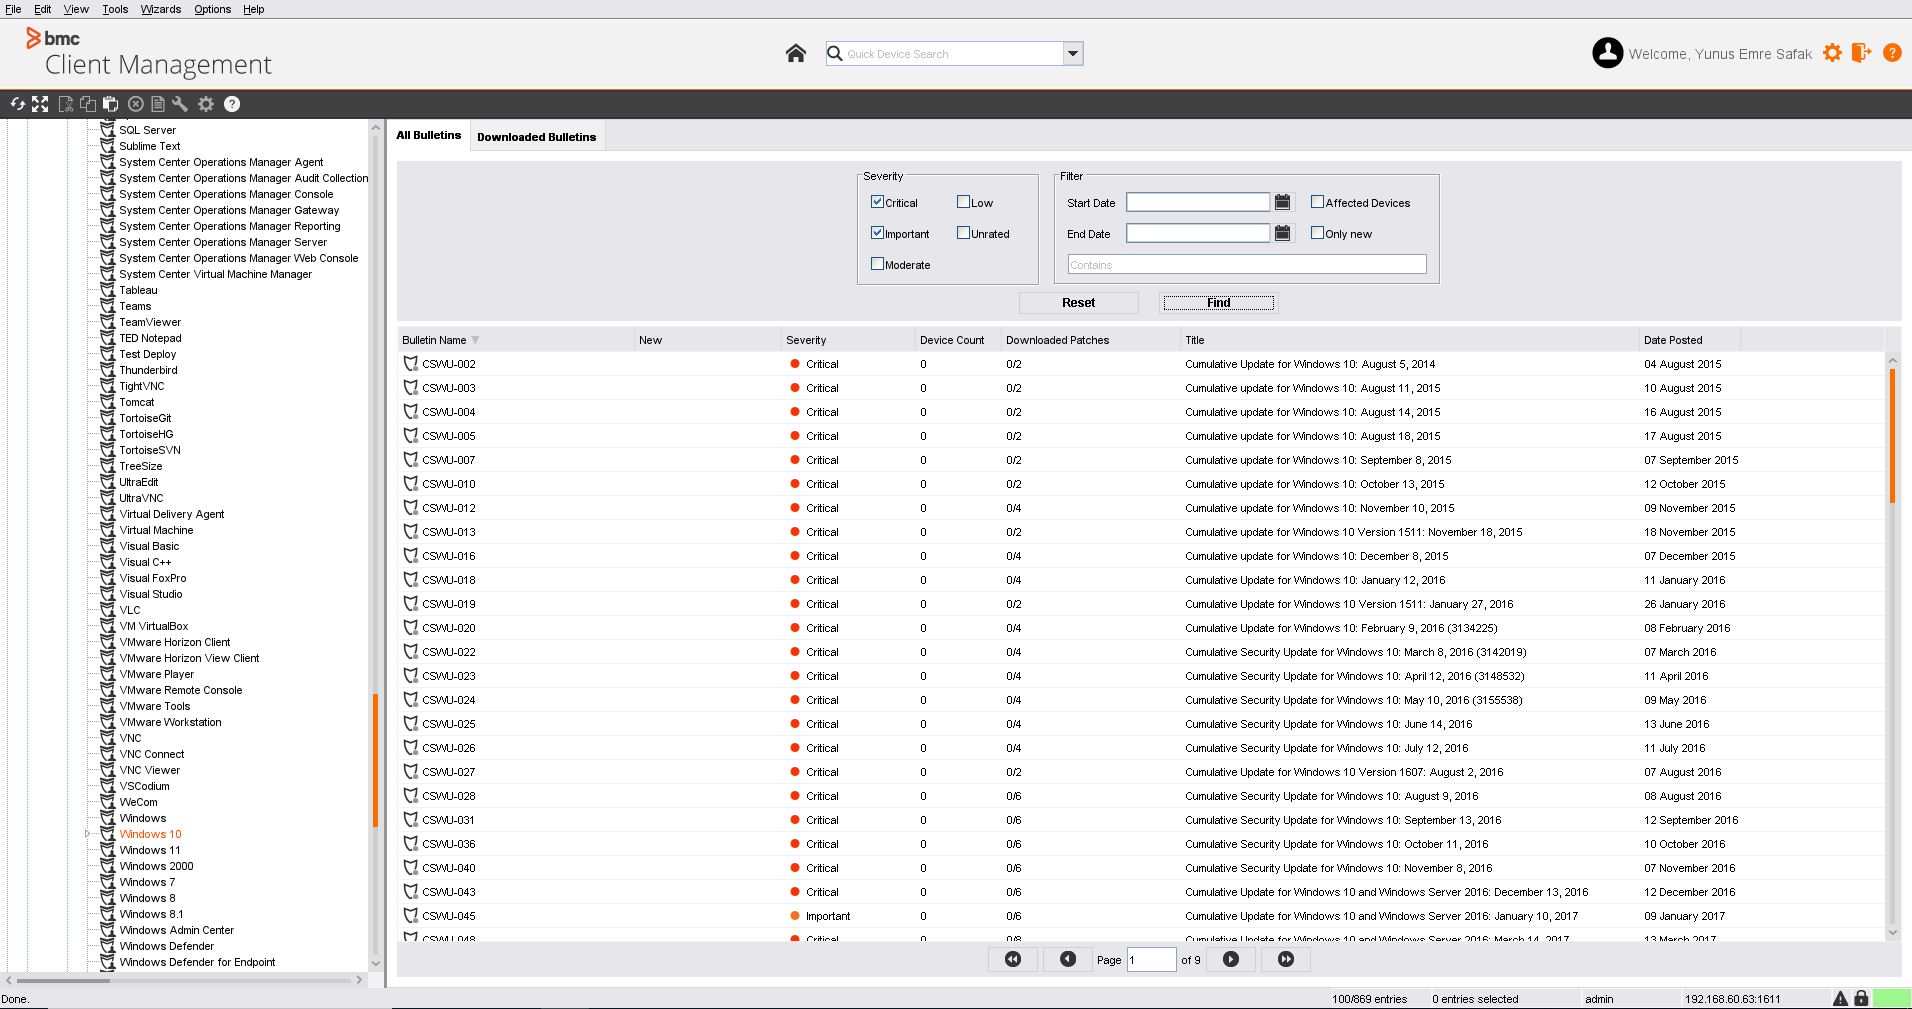 File Edit View Tools Wizards Options Help
bmc
Client Management
Quick Device Search
Welcome, Yunus Emre Safak
SQL Server
Sublime Text
System Center Operations Manager Agent
System Center Operations Manager Audit Collection
System Center Operations Manager Console
System Center Operations Manager Gateway
System Center Operations Manager Reporting
System Center Operations Manager Server
System Center Operations Manager Web Console
System Center Virtual Machine Manager
Tableau
Teams
TeamViewer
TED Notepad
Test Deploy
Thunderbird
TightVNC
Tomcat
TortoiseGit
TortoiseHG
TortoiseSVN
TreeSize
UltraEdit
UltraVNC
Virtual Delivery Agent
Virtual Machine
Visual Basic
Visual C++
Visual FoxPro
Visual Studio
VLC
VM VirtualBox
VMware Horizon Client
VMware Horizon View Client
VMware Player
VMware Remote Console
VMware Tools
VMware Workstation
VNC
VNC Connect
VNC Viewer
VSCodium
WeCom
Windows
Windows 10
Windows 11
Windows 2000
Windows 7
Windows 8
Windows 8.1
Windows Admin Center
Windows Defender
Windows Defender for Endpoint
All Bulletins Downloaded Bulletins
Severity
Critical Low
Important Unrated
Moderate
Filter
Start Date Affected Devices
End Date Only new
Contains
Reset Find
Bulletin Name New Severity Device Count Downloaded Patches Title Date Posted
CSWU-002 Critical 0 0/2 Cumulative Update for Windows 10: August 5, 2014 04 August 2015
CSWU-003 Critical 0 0/2 Cumulative update for Windows 10: August 11, 2015 10 August 2015
CSWU-004 Critical 0 0/2 Cumulative update for Windows 10: August 14, 2015 16 August 2015
CSWU-005 Critical 0 0/2 Cumulative update for Windows 10: August 18, 2015 17 August 2015
CSWU-007 Critical 0 0/2 Cumulative update for Windows 10: September 8, 2015 07 September 2015
CSWU-010 Critical 0 0/2 Cumulative update for Windows 10: October 13, 2015 12 October 2015
CSWU-012 Critical 0 0/4 Cumulative update for Windows 10: November 10, 2015 09 November 2015
CSWU-013 Critical 0 0/2 Cumulative update for Windows 10 Version 1511: November 18, 2015 18 November 2015
CSWU-016 Critical 0 0/4 Cumulative update for Windows 10: December 8, 2015 07 December 2015
CSWU-018 Critical 0 0/4 Cumulative Update for Windows 10: January 12, 2016 11 January 2016
CSWU-019 Critical 0 0/2 Cumulative Update for Windows 10 Version 1511: January 27, 2016 26 January 2016
CSWU-020 Critical 0 0/4 Cumulative Update for Windows 10: February 9, 2016 (3134225) 08 February 2016
CSWU-022 Critical 0 0/4 Cumulative Security Update for Windows 10: March 8, 2016 (3142019) 07 March 2016
CSWU-023 Critical 0 0/4 Cumulative Security Update for Windows 10: April 12, 2016 (3148532) 11 April 2016
CSWU-024 Critical 0 0/4 Cumulative Security Update for Windows 10: May 10, 2016 (3155538) 09 May 2016
CSWU-025 Critical 0 0/4 Cumulative Security Update for Windows 10: June 14, 2016 13 June 2016
CSWU-026 Critical 0 0/4 Cumulative Security Update for Windows 10: July 12, 2016 11 July 2016
CSWU-027 Critical 0 0/2 Cumulative Security Update for Windows 10 Version 1607: August 2, 2016 07 August 2016
CSWU-028 Critical 0 0/6 Cumulative Security Update for Windows 10: August 9, 2016 08 August 2016
CSWU-031 Critical 0 0/6 Cumulative Security Update for Windows 10: September 13, 2016 12 September 2016
CSWU-036 Critical 0 0/6 Cumulative Security Update for Windows 10: October 11, 2016 10 October 2016
CSWU-040 Critical 0 0/6 Cumulative Security Update for Windows 10: November 8, 2016 07 November 2016
CSWU-043 Critical 0 0/6 Cumulative Update for Windows 10 and Windows Server 2016: December 13, 2016 12 December 2016
CSWU-045 Important 0 0/6 Cumulative Update for Windows 10 and Windows Server 2016: January 10, 2017 09 January 2017
CSWU-048 Critical 0 0/8 Cumulative Update for Windows 10 and Windows Server 2016: March 14, 2017 13 March 2017
Page 1 of 9
Done. 100/869 entries 0 entries selected admin 192.168.60.63:1611